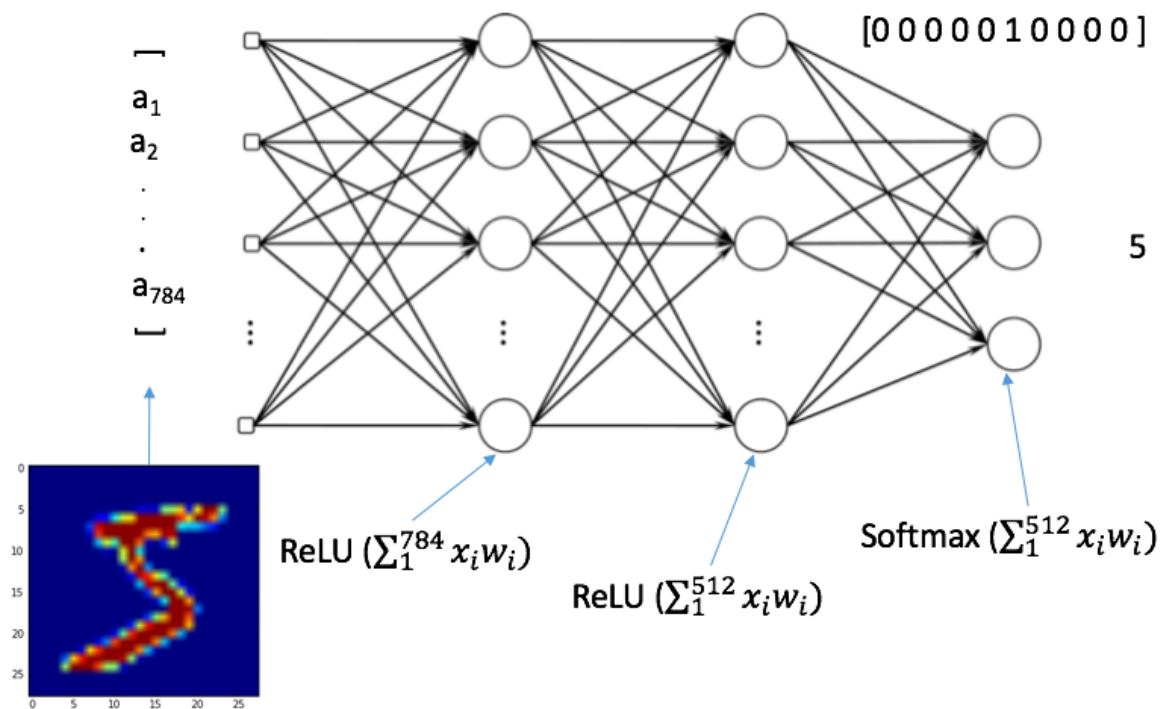 [0 0 0 0 0 1 0 0 0 0 ]
[
a₁
a₂
.
.
.
a₇₈₄
]
⋮
⋮
⋮
5
0
5
10
15
20
25
0 5 10 15 20 25
ReLU (∑₁⁷⁸⁴ xᵢwᵢ)
ReLU (∑₁⁵¹² xᵢwᵢ)
Softmax (∑₁⁵¹² xᵢwᵢ)